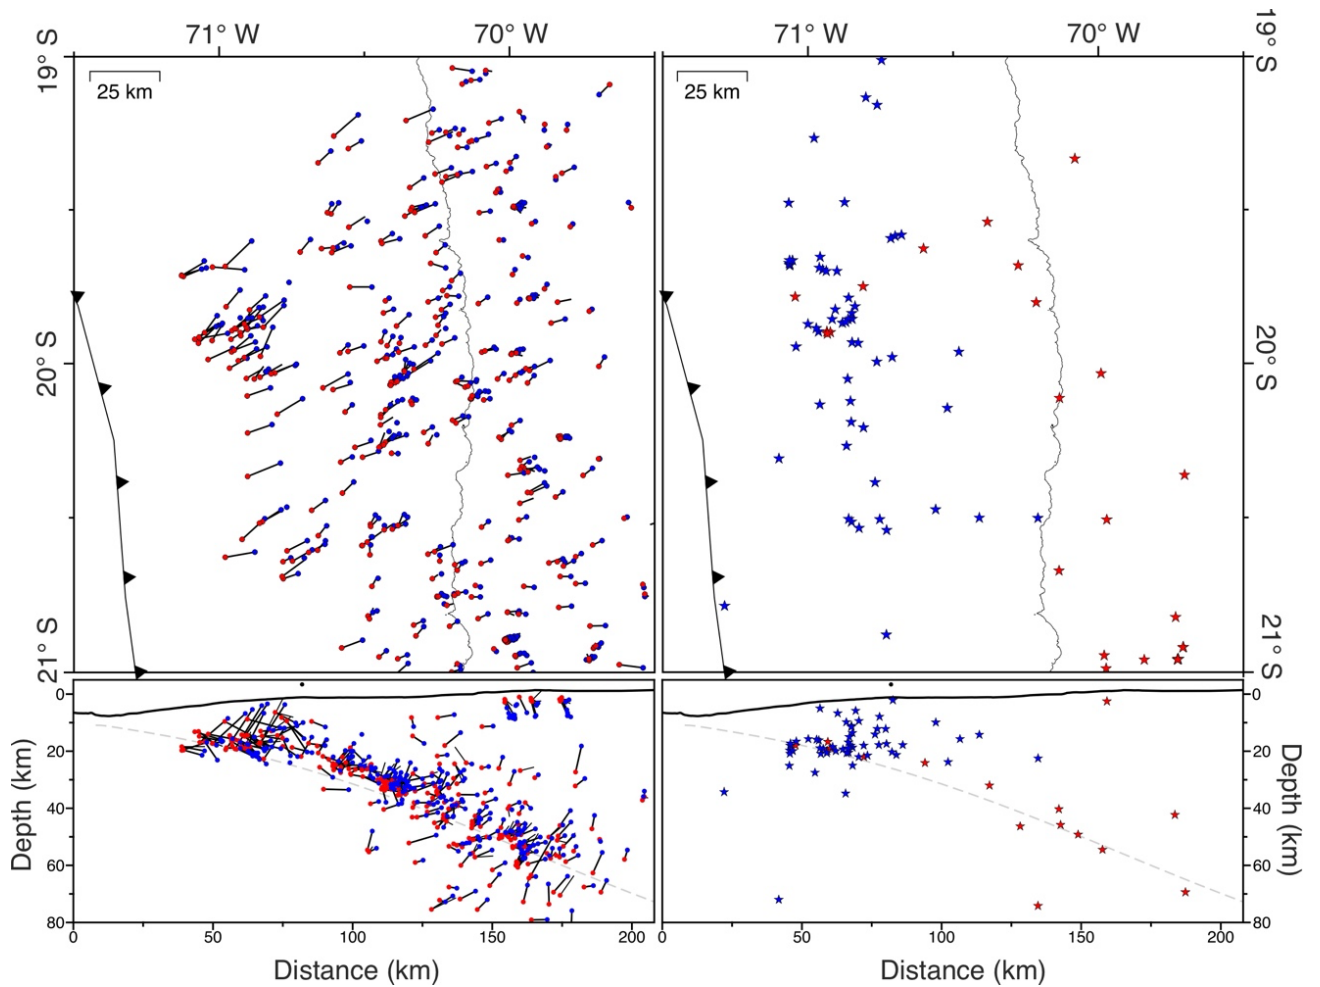 71° W 70° W 71° W 70° W
19° S
25 km
25 km
19° S
20° S
20° S
21° S
21° S
0 0
20 20
40 40
60 60
80 80
Depth (km)
Depth (km)
0 50 100 150 200 0 50 100 150 200
Distance (km) Distance (km)